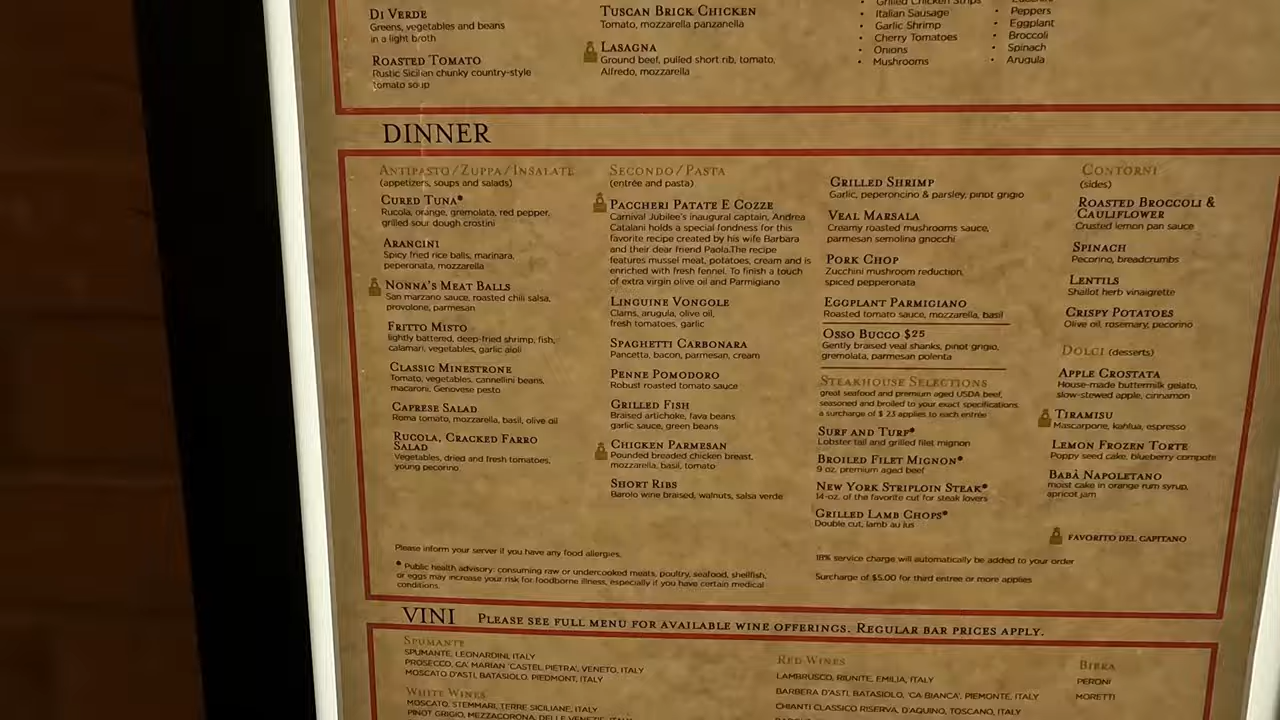 DI VERDE
Greens, vegetables and beans
in a light broth
ROASTED TOMATO
Rustic Sicilian chunky country-style
tomato soup
TUSCAN BRICK CHICKEN
Tomato, mozzarella panzanella
LASAGNA
Ground beef, pulled short rib, tomato,
Alfredo, mozzarella
• Grilled Chicken Strips
• Italian Sausage
• Garlic Shrimp
• Cherry Tomatoes
• Onions
• Mushrooms
• Peppers
• Eggplant
• Broccoli
• Spinach
• Arugula
DINNER
ANTIPASTO/ZUPPA/INSALATE
(appetizers, soups and salads)
CURED TUNA*
Rucola, orange, gremolata, red pepper,
grilled sour dough crostini
ARANCINI
Spicy fried rice balls, marinara,
peperonata, mozzarella
NONNA'S MEAT BALLS
San marzano sauce, roasted chili salsa,
provolone, parmesan
FRITTO MISTO
lightly battered, deep-fried shrimp, fish,
calamari, vegetables, garlic aioli
CLASSIC MINESTRONE
Tomato, vegetables, cannellini beans,
macaroni, Genovese pesto
CAPRESE SALAD
Roma tomato, mozzarella, basil, olive oil
RUCOLA, CRACKED FARRO
SALAD
Vegetables, dried and fresh tomatoes,
young pecorino
SECONDO/PASTA
(entrée and pasta)
PACCHERI PATATE E COZZE
Carnival Jubilee's inaugural captain, Andrea
Catalani holds a special fondness for this
favorite recipe created by his wife Barbara
and their dear friend Paola.The recipe
features mussel meat, potatoes, cream and is
enriched with fresh fennel. To finish a touch
of extra virgin olive oil and Parmigiano
LINGUINE VONGOLE
Clams, arugula, olive oil,
fresh tomatoes, garlic
SPAGHETTI CARBONARA
Pancetta, bacon, parmesan, cream
PENNE POMODORO
Robust roasted tomato sauce
GRILLED FISH
Braised artichoke, fava beans
garlic sauce, green beans
CHICKEN PARMESAN
Pounded breaded chicken breast,
mozzarella, basil, tomato
SHORT RIBS
Barolo wine braised, walnuts, salsa verde
GRILLED SHRIMP
Garlic, peperoncino & parsley, pinot grigio
VEAL MARSALA
Creamy roasted mushrooms sauce,
parmesan semolina gnocchi
PORK CHOP
Zucchini mushroom reduction,
spiced pepperonata
EGGPLANT PARMIGIANO
Roasted tomato sauce, mozzarella, basil
OSSO BUCCO $25
Gently braised veal shanks, pinot grigio,
gremolata, parmesan polenta
STEAKHOUSE SELECTIONS
great seafood and premium aged USDA beef,
seasoned and broiled to your exact specifications.
a surcharge of $ 23 applies to each entrée
SURF AND TURF*
Lobster tail and grilled filet mignon
BROILED FILET MIGNON*
9 oz. premium aged beef
NEW YORK STRIPLOIN STEAK*
14-oz. of the favorite cut for steak lovers
GRILLED LAMB CHOPS*
Double cut, lamb au jus
CONTORNI
(sides)
ROASTED BROCCOLI &
CAULIFLOWER
Crusted lemon pan sauce
SPINACH
Pecorino, breadcrumbs
LENTILS
Shallot herb vinaigrette
CRISPY POTATOES
Olive oil, rosemary, pecorino
DOLCI (desserts)
APPLE CROSTATA
House-made buttermilk gelato,
slow-stewed apple, cinnamon
TIRAMISU
Mascarpone, kahlua, espresso
LEMON FROZEN TORTE
Poppy seed cake, blueberry compote
BABÀ NAPOLETANO
moist cake in orange rum syrup,
apricot jam
FAVORITO DEL CAPITANO
Please inform your server if you have any food allergies.
* Public health advisory: consuming raw or undercooked meats, poultry, seafood, shellfish,
or eggs may increase your risk for foodborne illness, especially if you have certain medical
conditions.
18% service charge will automatically be added to your order
Surcharge of $5.00 for third entree or more applies
VINI PLEASE SEE FULL MENU FOR AVAILABLE WINE OFFERINGS. REGULAR BAR PRICES APPLY.
SPUMANTE
SPUMANTE, LEONARDINI, ITALY
PROSECCO, CA' MARIAN 'CASTEL PIETRA', VENETO, ITALY
MOSCATO D'ASTI, BATASIOLO, PIEDMONT, ITALY
WHITE WINES
MOSCATO, STEMMARI, TERRE SICILIANE, ITALY
PINOT GRIGIO, MEZZACORONA, DELLE VENEZIE, ITALY
RED WINES
LAMBRUSCO, RIUNITE, EMILIA, ITALY
BARBERA D'ASTI, BATASIOLO, 'CA BIANCA', PIEMONTE, ITALY
CHIANTI CLASSICO RISERVA, D'AQUINO, TOSCANO, ITALY
BIRRA
PERONI
MORETTI